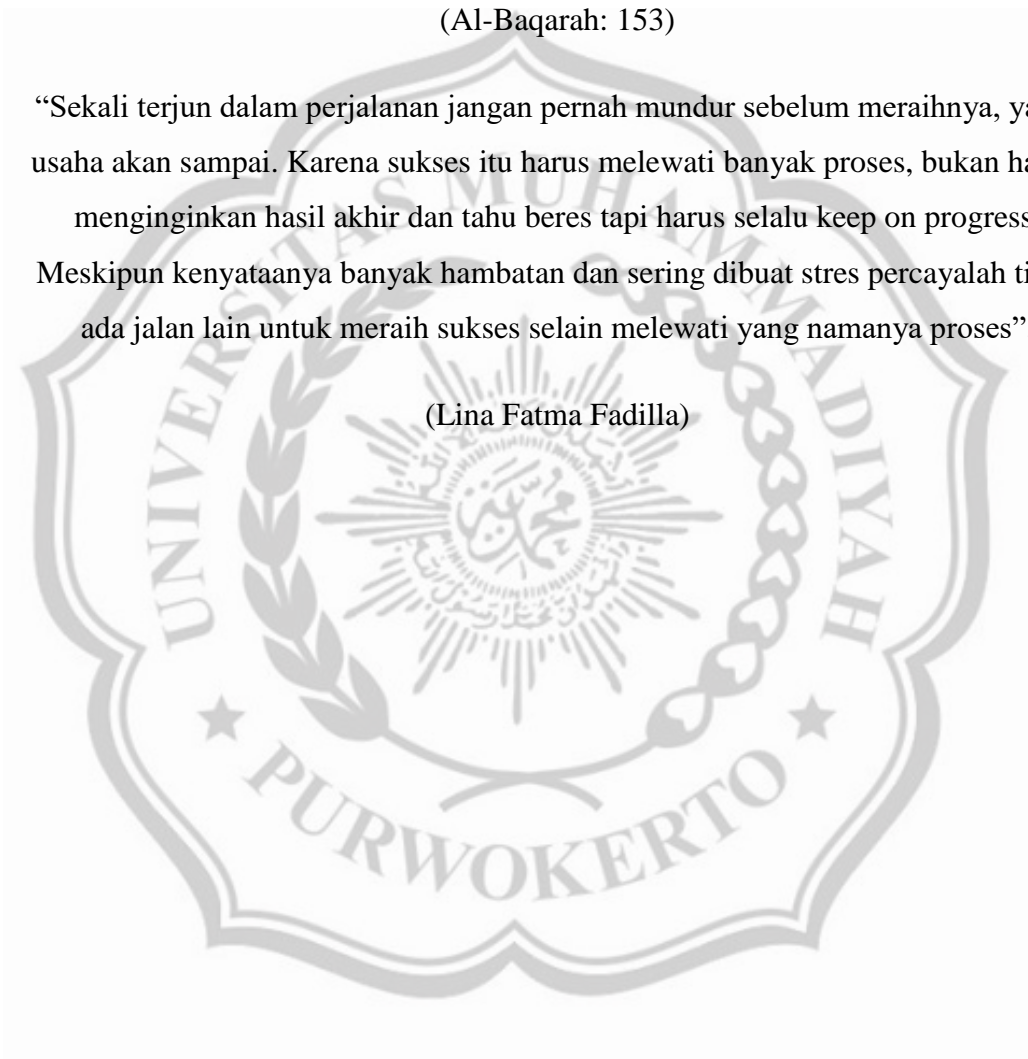 (Al-Baqarah: 153)
“Sekali terjun dalam perjalanan jangan pernah mundur sebelum meraihnya,
usaha akan sampai. Karena sukses itu harus melewati banyak proses, bukan
menginginkan hasil akhir dan tahu beres tapi harus selalu keep on progress
Meskipun kenyataanya banyak hambatan dan sering dibuat stres percayalah
ada jalan lain untuk meraih sukses selain melewati yang namanya proses”
(Lina Fatma Fadilla)
UNIVERSITAS MUHAMMADIYAH
PURWOKERTO
محمد